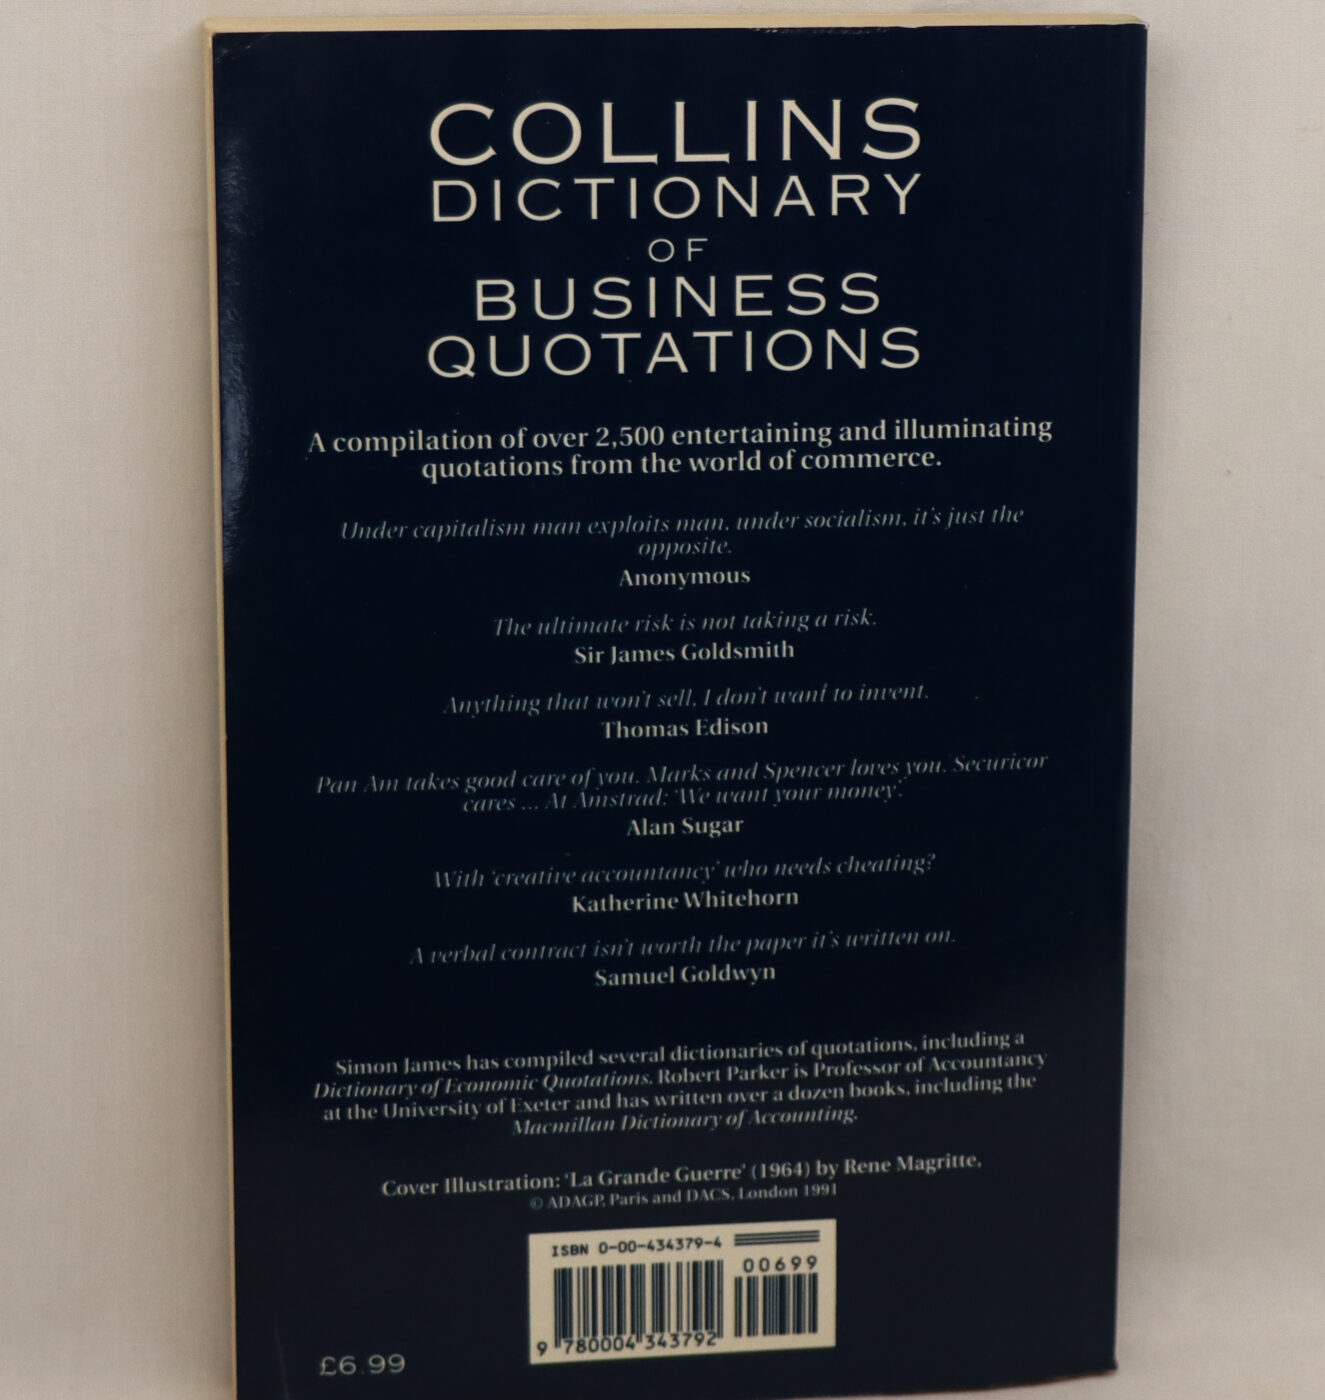 COLLINS
DICTIONARY
OF
BUSINESS
QUOTATIONS
A compilation of over 2,500 entertaining and illuminating
quotations from the world of commerce.
Under capitalism man exploits man, under socialism, it's just the
opposite.
Anonymous
The ultimate risk is not taking a risk.
Sir James Goldsmith
Anything that won't sell, I don't want to invent.
Thomas Edison
Pan Am takes good care of you. Marks and Spencer loves you. Securicor
cares ... At Amstrad: 'We want your money'.
Alan Sugar
With 'creative accountancy' who needs cheating?
Katherine Whitehorn
A verbal contract isn't worth the paper it's written on.
Samuel Goldwyn
Simon James has compiled several dictionaries of quotations, including a
Dictionary of Economic Quotations. Robert Parker is Professor of Accountancy
at the University of Exeter and has written over a dozen books, including the
Macmillan Dictionary of Accounting.
Cover Illustration: 'La Grande Guerre' (1964) by Rene Magritte.
© ADAGP, Paris and DACS, London 1991
ISBN 0-00-434379-4
00699
9 780004 343792
£6.99